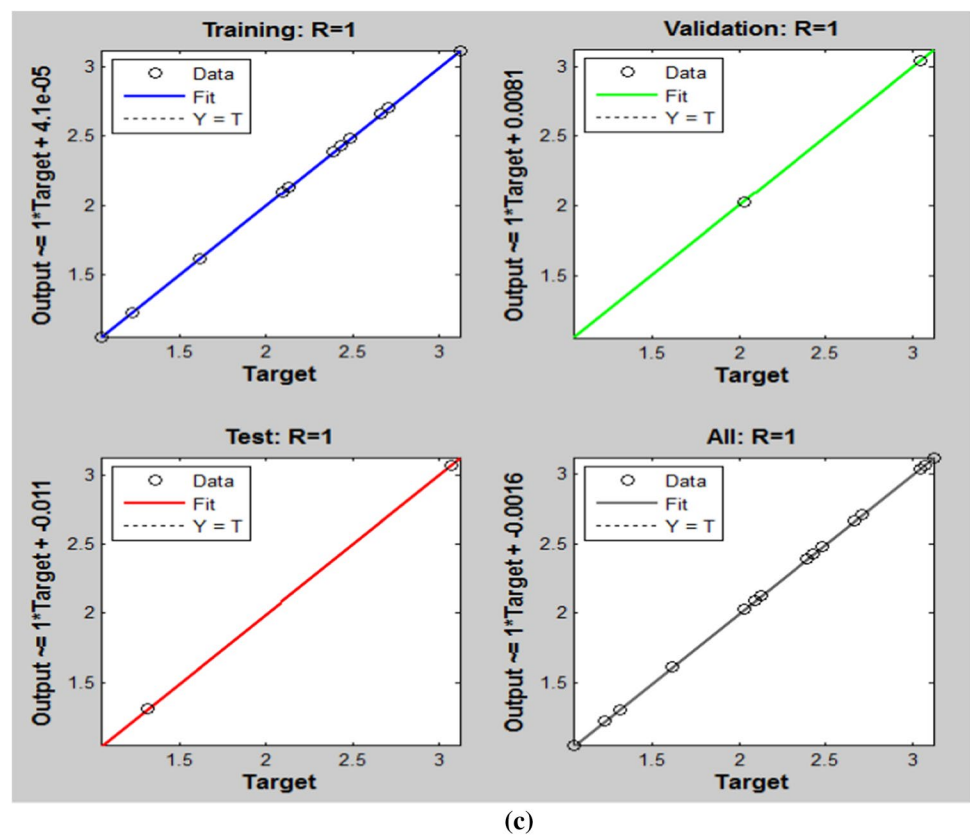 Training: R=1
Output ~= 1*Target + 4.1e-05
Data
Fit
Y = T
3
2.5
2
1.5
1.5 2 2.5 3
Target
Validation: R=1
Output ~= 1*Target + 0.0081
Data
Fit
Y = T
3
2.5
2
1.5
1.5 2 2.5 3
Target
Test: R=1
Output ~= 1*Target + -0.011
Data
Fit
Y = T
3
2.5
2
1.5
1.5 2 2.5 3
Target
All: R=1
Output ~= 1*Target + -0.0016
Data
Fit
Y = T
3
2.5
2
1.5
1.5 2 2.5 3
Target
(c)